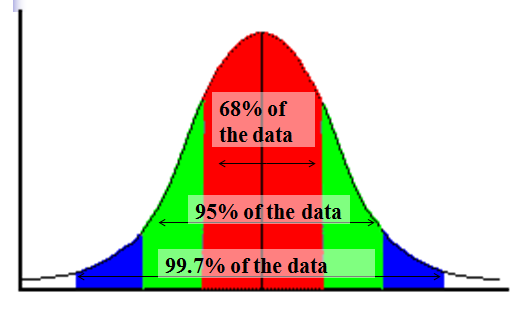 68% of
the data
95% of the data
99.7% of the data